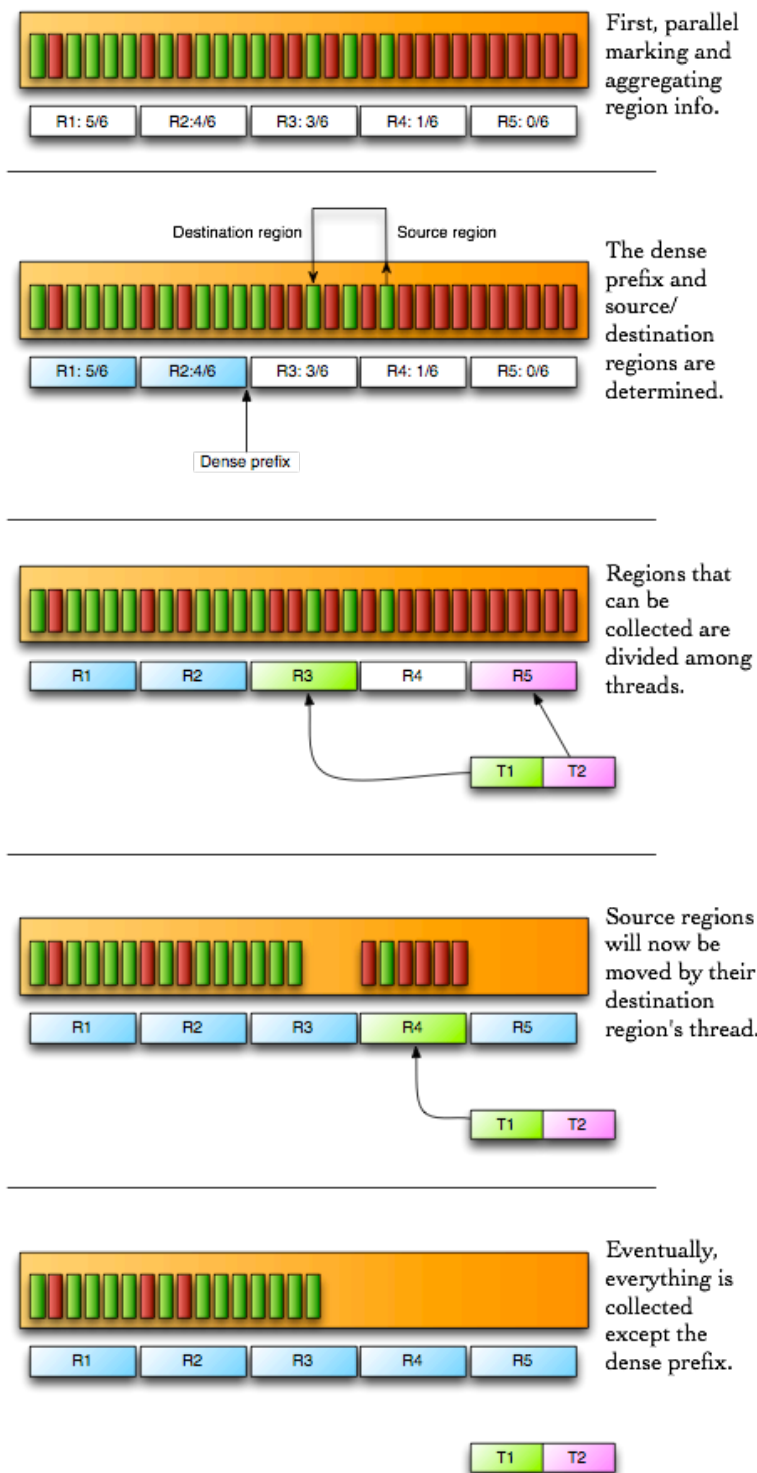 First, parallel
marking and
aggregating
region info.
R1: 5/6
R2:4/6
R3: 3/6
R4: 1/6
R5: 0/6
Destination region
Source region
The dense
prefix and
source/
destination
regions are
determined.
R1: 5/6
R2:4/6
R3: 3/6
R4: 1/6
R5: 0/6
Dense prefix
Regions that
can be
collected are
divided among
threads.
R1
R2
R3
R4
R5
T1
T2
Source regions
will now be
moved by their
destination
region's thread.
R1
R2
R3
R4
R5
T1
T2
Eventually,
everything is
collected
except the
dense prefix.
R1
R2
R3
R4
R5
T1
T2